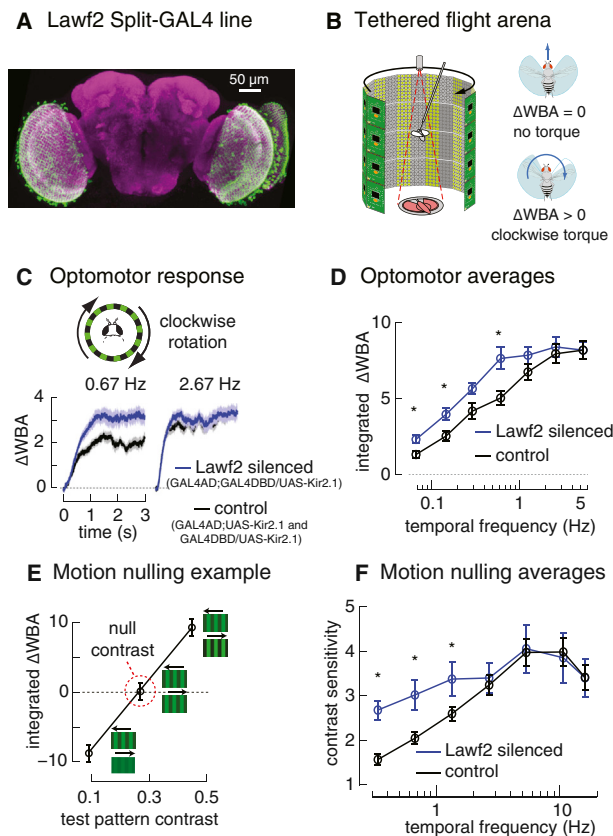 A Lawf2 Split-GAL4 line
50 µm
B Tethered flight arena
ΔWBA = 0
no torque
ΔWBA > 0
clockwise torque
C Optomotor response
clockwise
rotation
0.67 Hz
2.67 Hz
ΔWBA
4
2
0
0 1 2 3
time (s)
Lawf2 silenced
(GAL4AD;GAL4DBD/UAS-Kir2.1)
control
(GAL4AD;UAS-Kir2.1 and
GAL4DBD/UAS-Kir2.1)
D Optomotor averages
integrated ΔWBA
10
5
0
*
*
*
Lawf2 silenced
control
0.1 1 5
temporal frequency (Hz)
E Motion nulling example
integrated ΔWBA
10
0
−10
null
contrast
0.1 0.3 0.5
test pattern contrast
F Motion nulling averages
contrast sensitivity
5
4
3
2
1
*
*
*
Lawf2 silenced
control
1 10
temporal frequency (Hz)